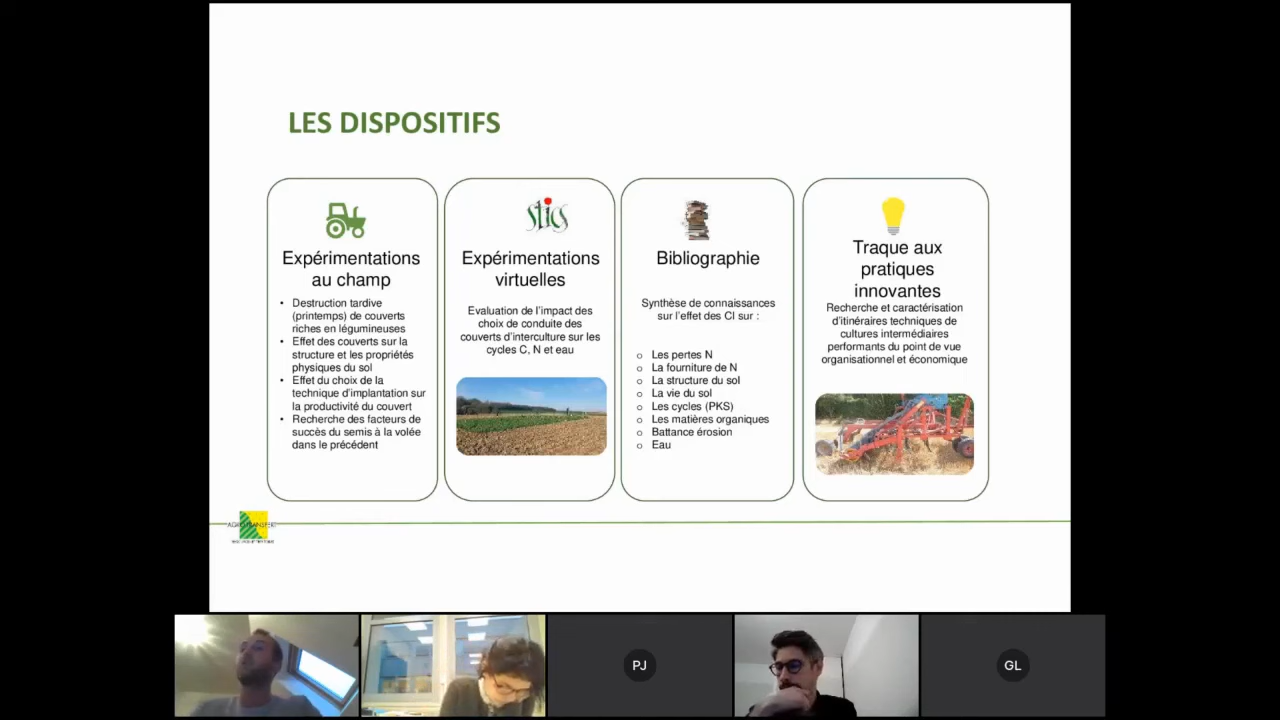 LES DISPOSITIFS
Expérimentations
au champ
• Destruction tardive
(printemps) de couverts
riches en légumineuses
• Effet des couverts sur la
structure et les propriétés
physiques du sol
• Effet du choix de la
technique d'implantation sur
la productivité du couvert
• Recherche des facteurs de
succès du semis à la volée
dans le précédent
stics
Expérimentations
virtuelles
Evaluation de l'impact des
choix de conduite des
couverts d'interculture sur les
cycles C, N et eau
Bibliographie
Synthèse de connaissances
sur l'effet des CI sur :
o Les pertes N
o La fourniture de N
o La structure du sol
o La vie du sol
o Les cycles (PKS)
o Les matières organiques
o Battance érosion
o Eau
Traque aux
pratiques
innovantes
Recherche et caractérisation
d'itinéraires techniques de
cultures intermédiaires
performants du point de vue
organisationnel et économique
AGRO-TRANSFERT
PJ
GL